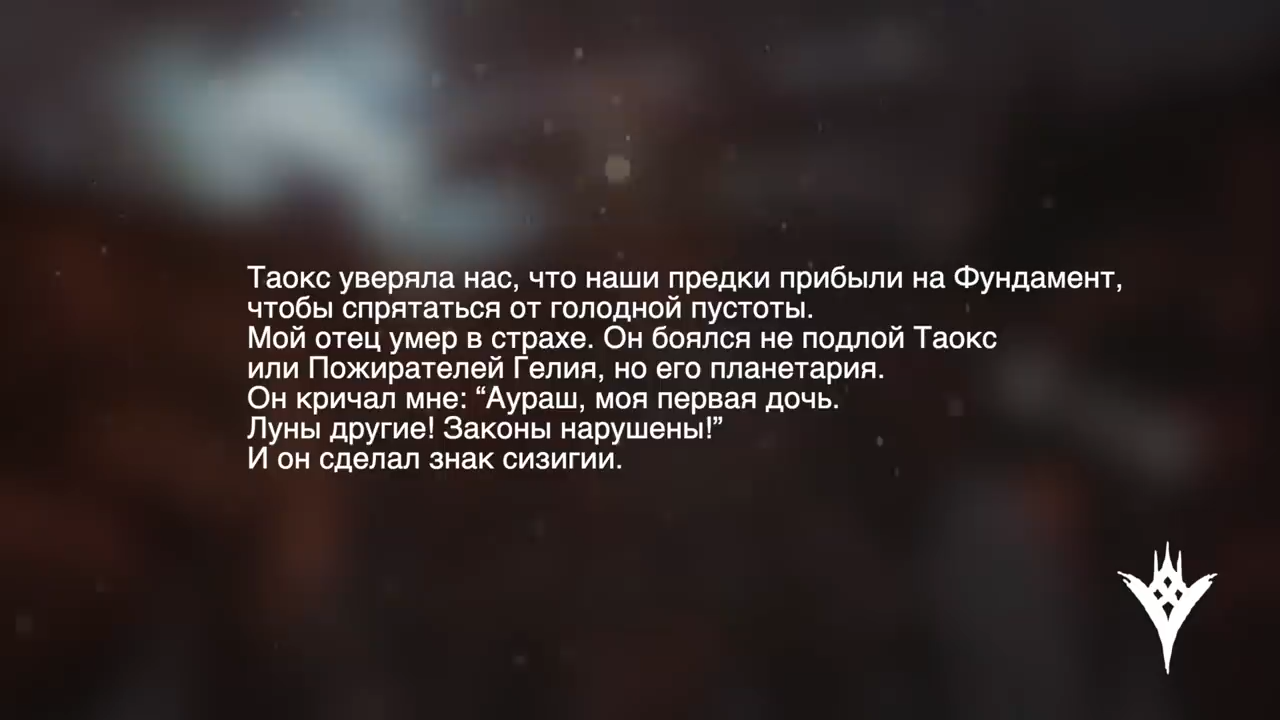 Таокс уверяла нас, что наши предки прибыли на Фундамент,
чтобы спрятаться от голодной пустоты.
Мой отец умер в страхе. Он боялся не подлой Таокс
или Пожирателей Гелия, но его планетария.
Он кричал мне: “Аураш, моя первая дочь.
Луны другие! Законы нарушены!”
И он сделал знак сизигии.